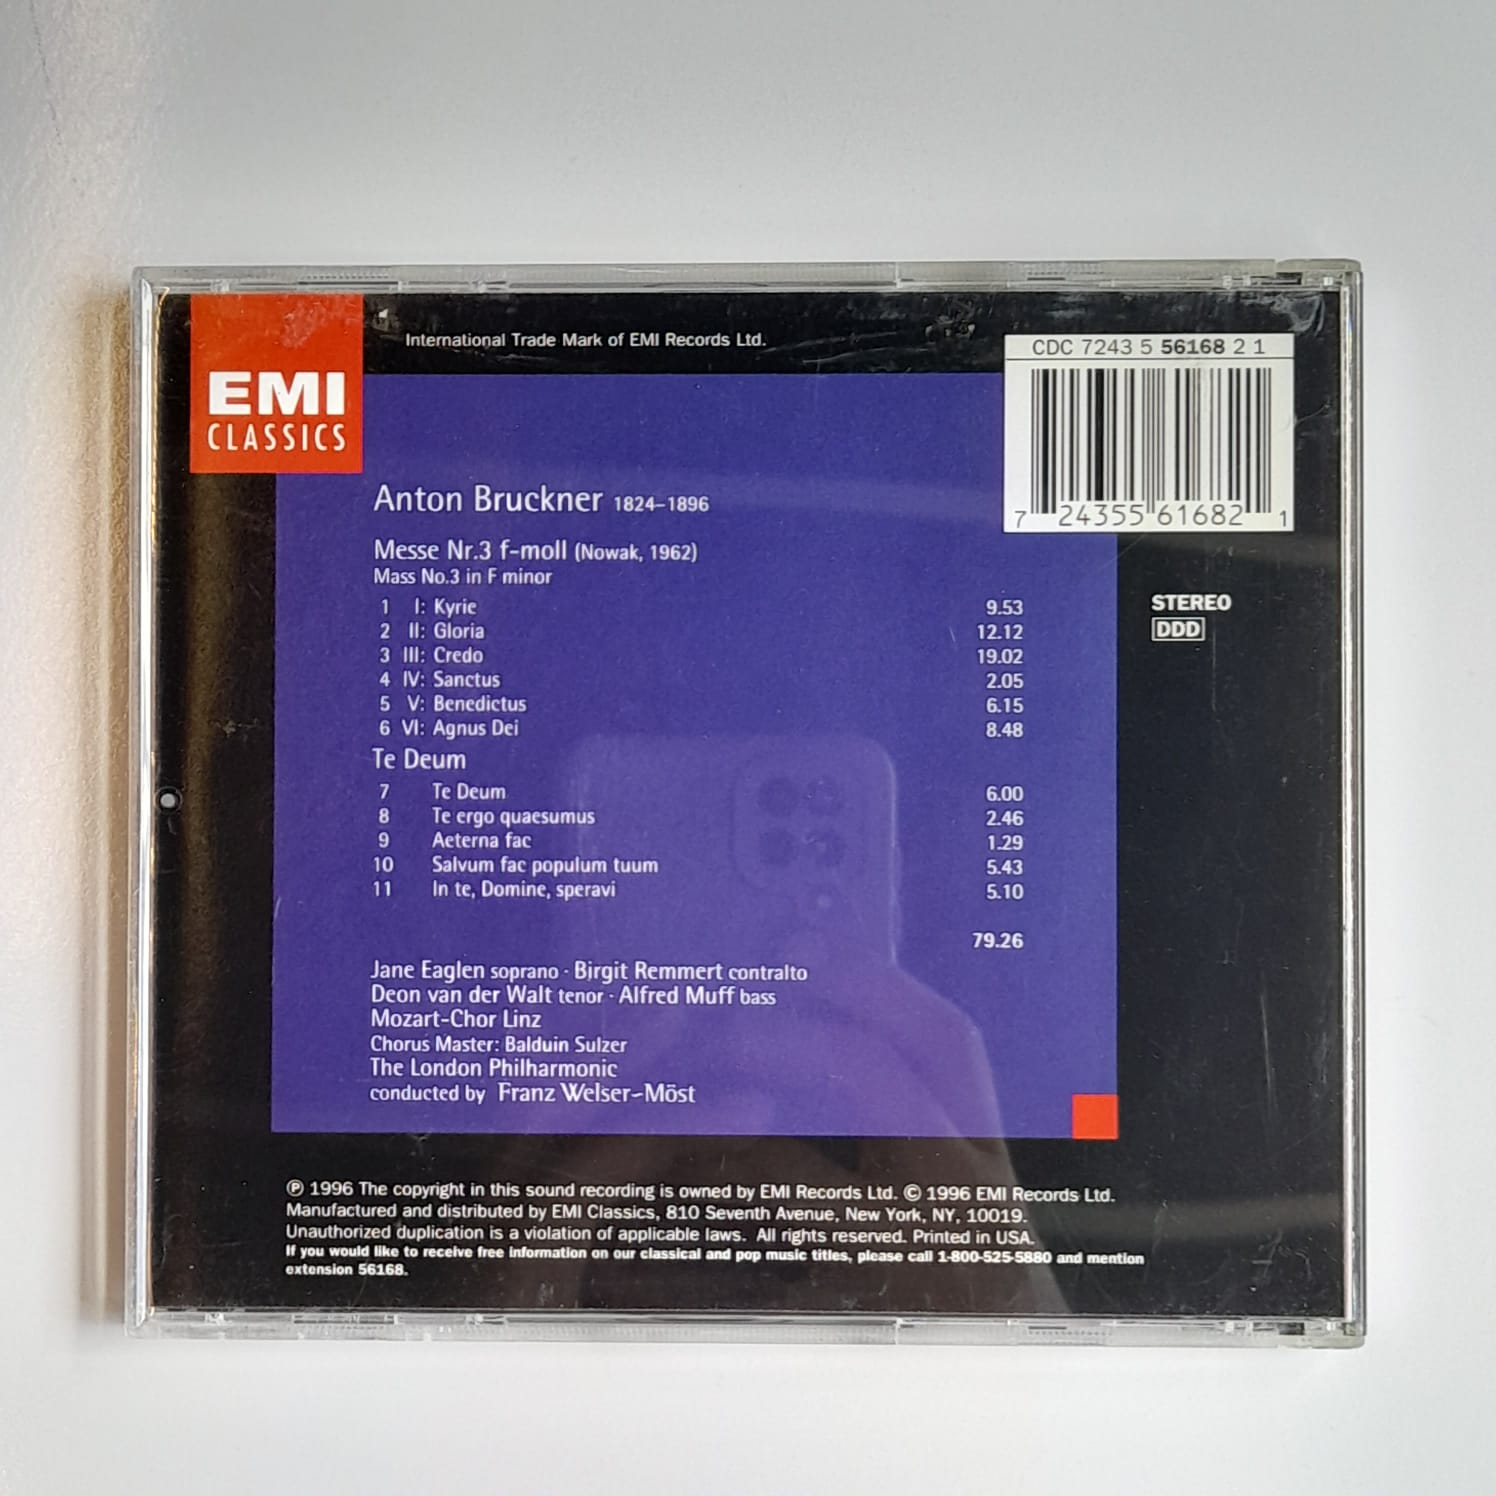 International Trade Mark of EMI Records Ltd.
EMI
CLASSICS
CDC 7243 5 56168 2 1
7 24355 61682 1
Anton Bruckner 1824–1896
Messe Nr.3 f-moll (Nowak, 1962)
Mass No.3 in F minor
1 I: Kyrie 9.53
2 II: Gloria 12.12
3 III: Credo 19.02
4 IV: Sanctus 2.05
5 V: Benedictus 6.15
6 VI: Agnus Dei 8.48
Te Deum
7 Te Deum 6.00
8 Te ergo quaesumus 2.46
9 Aeterna fac 1.29
10 Salvum fac populum tuum 5.43
11 In te, Domine, speravi 5.10
79.26
STEREO
DDD
Jane Eaglen soprano · Birgit Remmert contralto
Deon van der Walt tenor · Alfred Muff bass
Mozart-Chor Linz
Chorus Master: Balduin Sulzer
The London Philharmonic
conducted by Franz Welser-Möst
℗ 1996 The copyright in this sound recording is owned by EMI Records Ltd. © 1996 EMI Records Ltd.
Manufactured and distributed by EMI Classics, 810 Seventh Avenue, New York, NY, 10019.
Unauthorized duplication is a violation of applicable laws. All rights reserved. Printed in USA.
If you would like to receive free information on our classical and pop music titles, please call 1-800-525-5880 and mention
extension 56168.